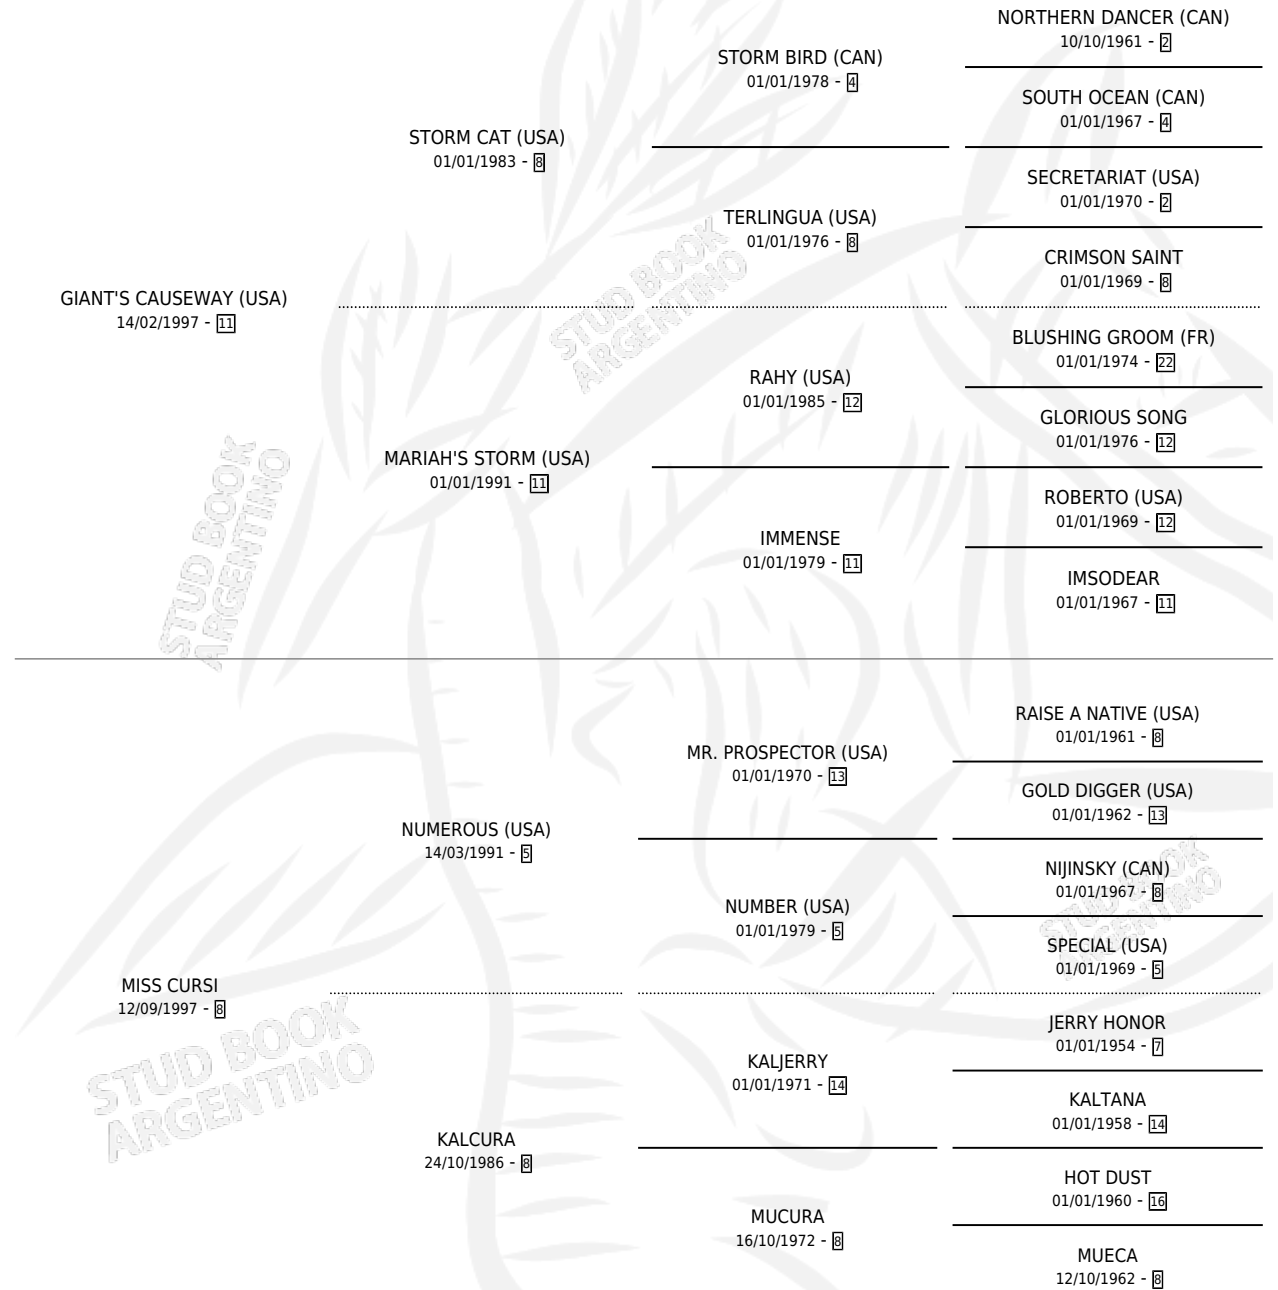 NORTHERN DANCER (CAN)
10/10/1961 - 2
STORM BIRD (CAN)
01/01/1978 - 4
SOUTH OCEAN (CAN)
01/01/1967 - 4
STORM CAT (USA)
01/01/1983 - 8
SECRETARIAT (USA)
01/01/1970 - 2
TERLINGUA (USA)
01/01/1976 - 8
CRIMSON SAINT
01/01/1969 - 8
GIANT'S CAUSEWAY (USA)
14/02/1997 - 11
STUD BOOK
ARGENTINO
BLUSHING GROOM (FR)
01/01/1974 - 22
RAHY (USA)
01/01/1985 - 12
GLORIOUS SONG
01/01/1976 - 12
MARIAH'S STORM (USA)
01/01/1991 - 11
ROBERTO (USA)
01/01/1969 - 12
IMMENSE
01/01/1979 - 11
IMSODEAR
01/01/1967 - 11
STUD BOOK
ARGENTINO
RAISE A NATIVE (USA)
01/01/1961 - 8
MR. PROSPECTOR (USA)
01/01/1970 - 13
GOLD DIGGER (USA)
01/01/1962 - 13
NUMEROUS (USA)
14/03/1991 - 5
NIJINSKY (CAN)
01/01/1967 - 8
NUMBER (USA)
01/01/1979 - 5
STUD BOOK
ARGENTINO
SPECIAL (USA)
01/01/1969 - 5
MISS CURSI
12/09/1997 - 8
JERRY HONOR
01/01/1954 - 7
KALJERRY
01/01/1971 - 14
STUD BOOK
ARGENTINO
KALTANA
01/01/1958 - 14
KALCURA
24/10/1986 - 8
HOT DUST
01/01/1960 - 16
MUCURA
16/10/1972 - 8
MUECA
12/10/1962 - 8